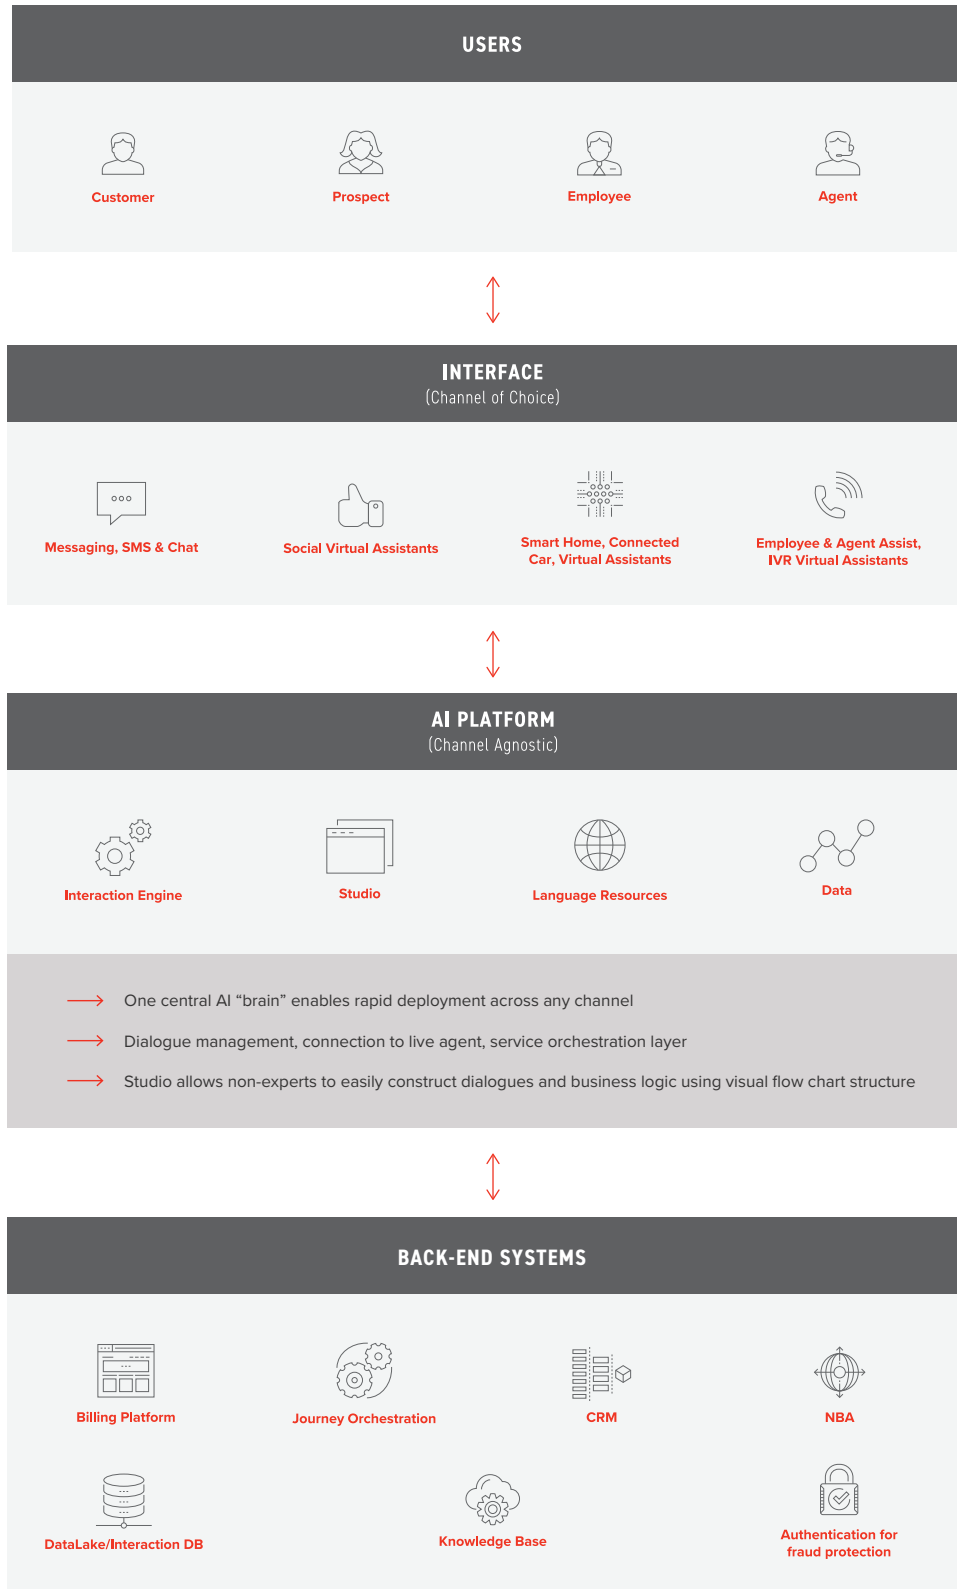 USERS
Customer
Prospect
Employee
Agent
INTERFACE
(Channel of Choice)
Messaging, SMS & Chat
Social Virtual Assistants
Smart Home, Connected
Car, Virtual Assistants
Employee & Agent Assist,
IVR Virtual Assistants
AI PLATFORM
(Channel Agnostic)
Interaction Engine
Studio
Language Resources
Data
One central AI “brain” enables rapid deployment across any channel
Dialogue management, connection to live agent, service orchestration layer
Studio allows non-experts to easily construct dialogues and business logic using visual flow chart structure
BACK-END SYSTEMS
Billing Platform
Journey Orchestration
CRM
NBA
DataLake/Interaction DB
Knowledge Base
Authentication for
fraud protection